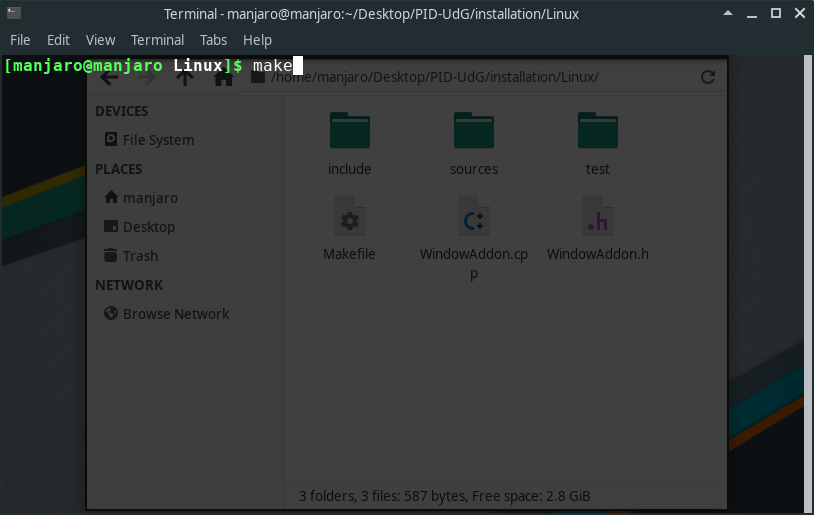 Terminal - manjaro@manjaro:~/Desktop/PID-UdG/installation/Linux
File Edit View Terminal Tabs Help
[manjaro@manjaro Linux]$ make
/home/manjaro/Desktop/PID-UdG/installation/Linux/
DEVICES
File System
PLACES
manjaro
Desktop
Trash
NETWORK
Browse Network
include sources test
Makefile WindowAddon.cp WindowAddon.h
p
3 folders, 3 files: 587 bytes, Free space: 2.8 GiB